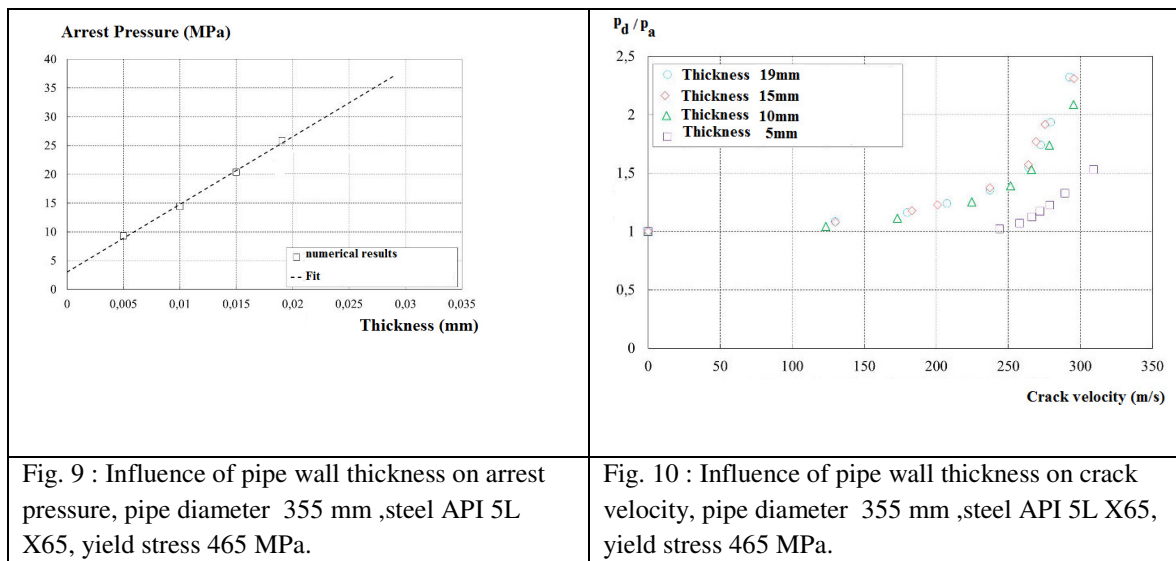 Arrest Pressure (MPa)
40
35
30
25
20
15
10
5
0
0 0,005 0,01 0,015 0,02 0,025 0,03 0,035
numerical results
Fit
Thickness (mm)
p_d / p_a
2,5
2
1,5
1
0,5
0
0 50 100 150 200 250 300 350
Thickness 19mm
Thickness 15mm
Thickness 10mm
Thickness 5mm
Crack velocity (m/s)
Fig. 9 : Influence of pipe wall thickness on arrest
pressure, pipe diameter 355 mm ,steel API 5L
X65, yield stress 465 MPa.
Fig. 10 : Influence of pipe wall thickness on crack
velocity, pipe diameter 355 mm ,steel API 5L X65,
yield stress 465 MPa.